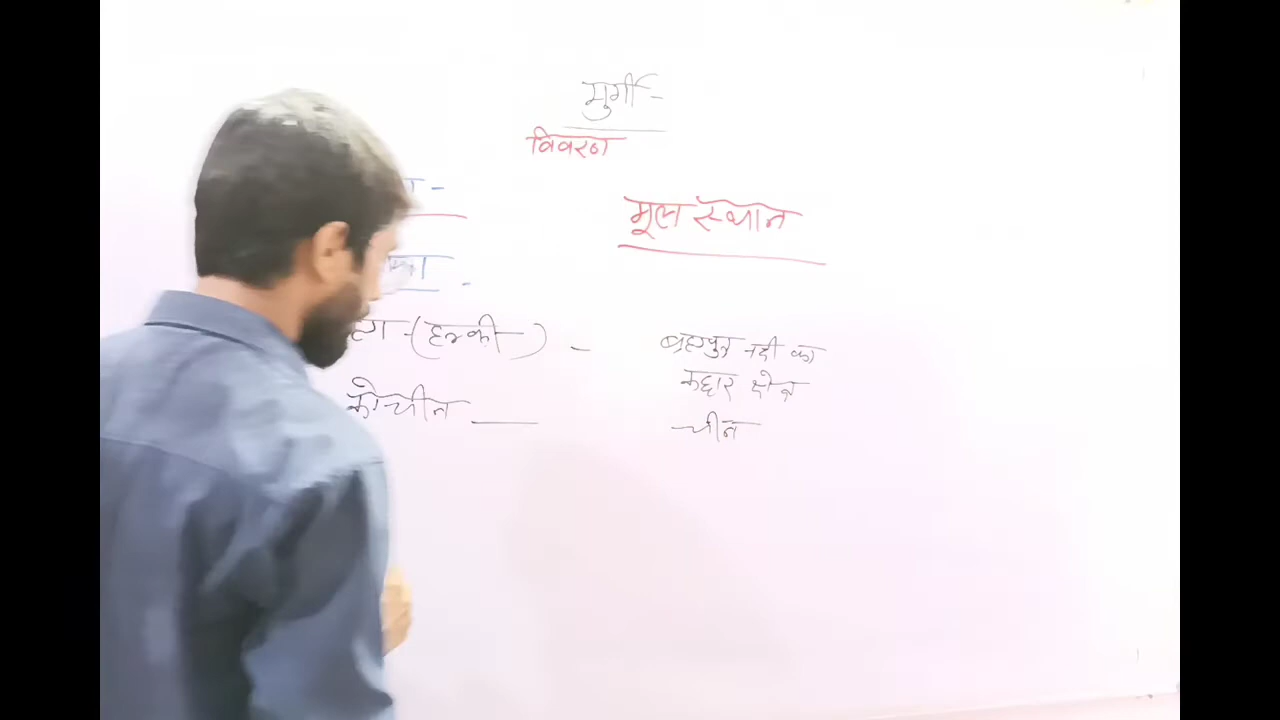 मुर्गी -
विवरण
मूल स्थान
(हल्की) - ब्रह्मपुत्र नदी का
कछार क्षेत्र
कोचीन — चीन